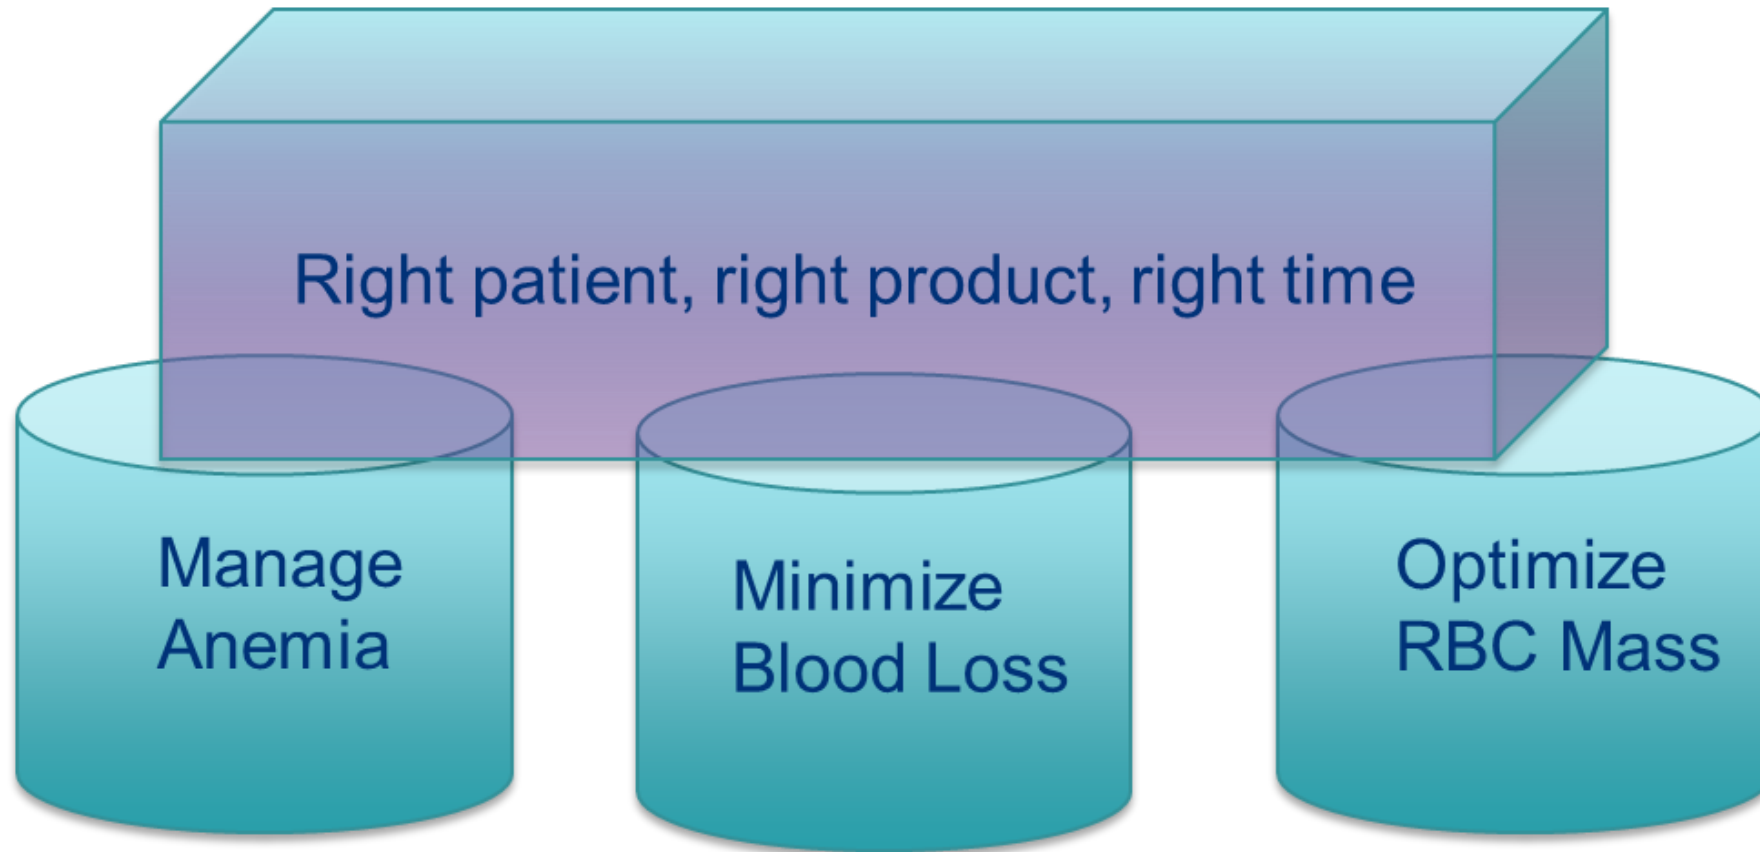 Right patient, right product, right time
Manage
Anemia
Minimize
Blood Loss
Optimize
RBC Mass